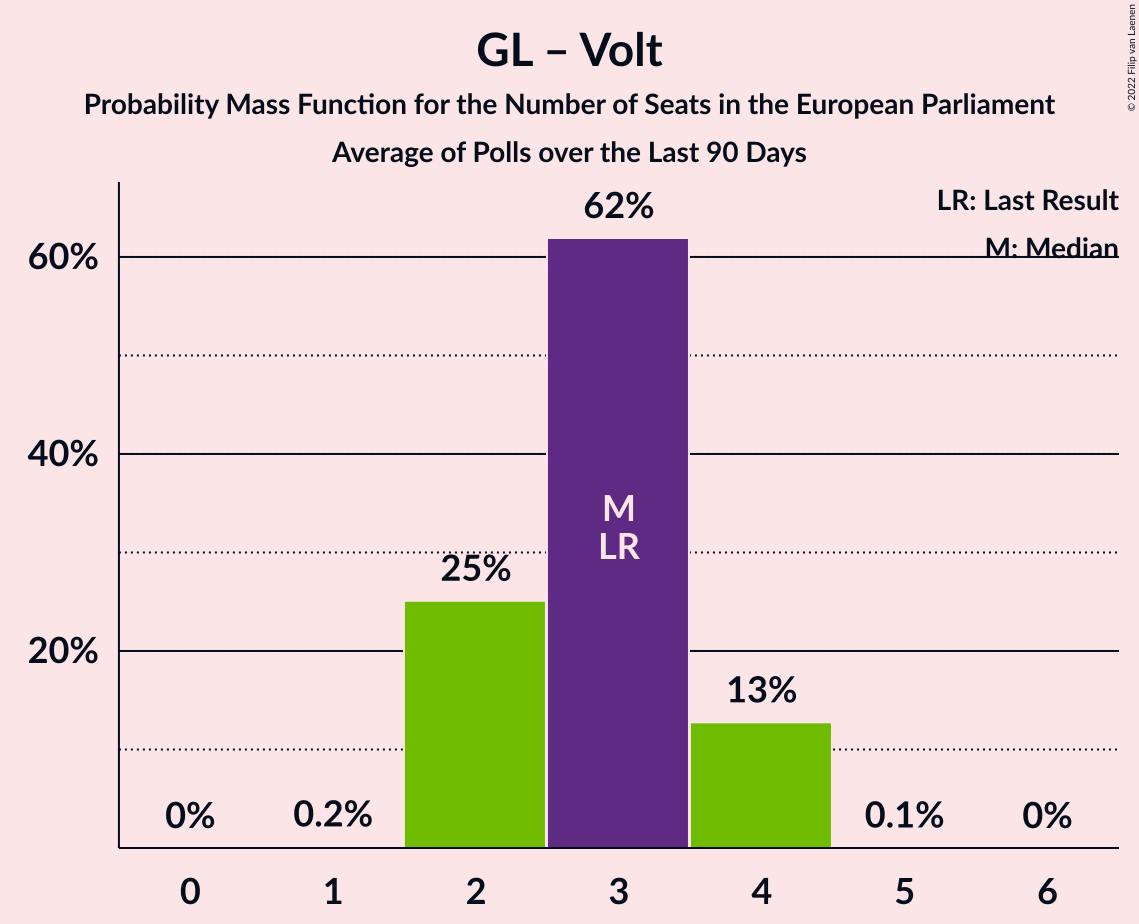 GL – Volt
Probability Mass Function for the Number of Seats in the European Parliament
Average of Polls over the Last 90 Days
© 2022 Filip van Laenen
LR: Last Result
M: Median
60%
40%
20%
0%
0.2%
25%
62%
M
LR
13%
0.1%
0%
0 1 2 3 4 5 6